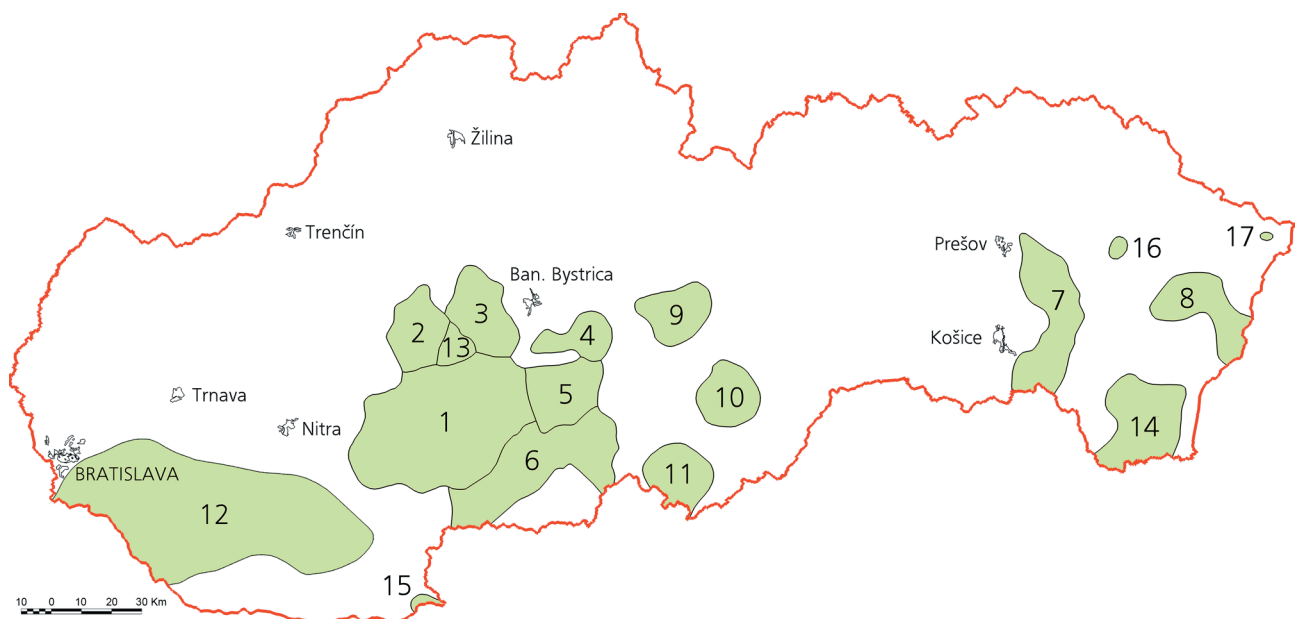 Žilina
Trenčín
Prešov
16
17
Ban. Bystrica
3
7
8
2
13
4
9
Košice
Trnava
5
10
1
Nitra
14
6
11
BRATISLAVA
12
15
10 0 10 20 30 Km